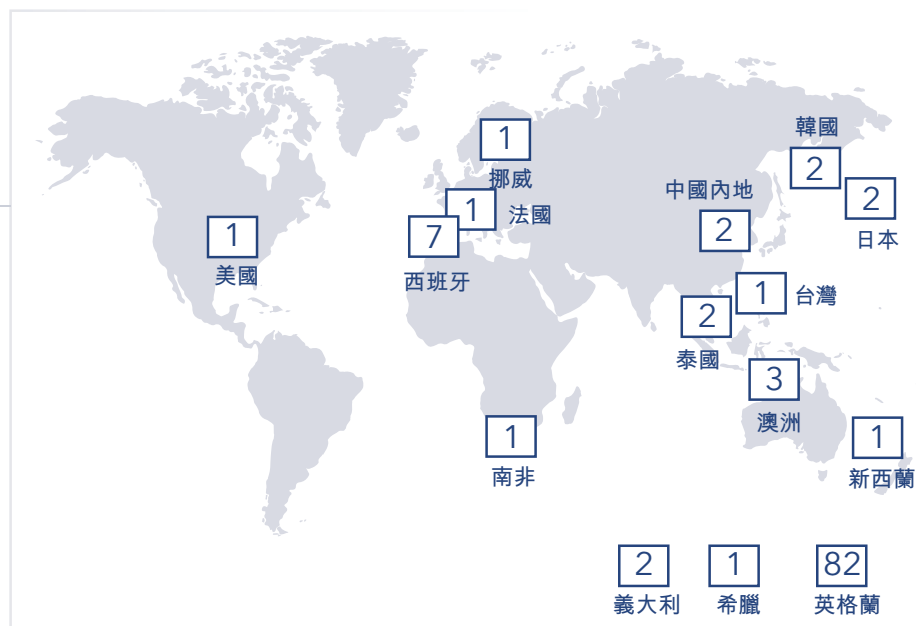 1
挪威
韓國
2
中國內地
2
2
日本
1
法國
7
西班牙
1
美國
1
台灣
2
泰國
3
澳洲
1
南非
1
新西蘭
2
義大利
1
希臘
82
英格蘭